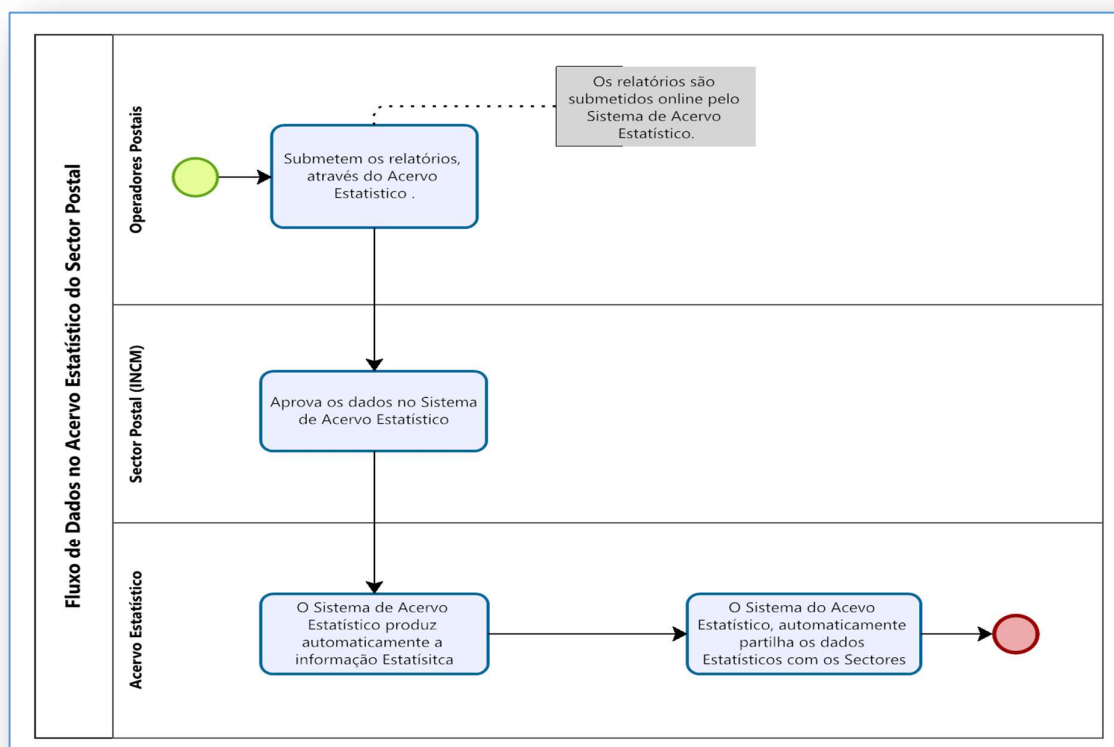 Fluxo de Dados no Acervo Estatístico do Sector Postal
Operadores Postais
Os relatórios são
submetidos online pelo
Sistema de Acervo
Estatístico.
Submetem os relatórios,
através do Acervo
Estatistico .
Sector Postal (INCM)
Aprova os dados no Sistema
de Acervo Estatístico
Acervo Estatístico
O Sistema de Acervo
Estatístico produz
automaticamente a
informação Estatísitca
O Sistema do Acevo
Estatístico, automaticamente
partilha os dados
Estatísticos com os Sectores